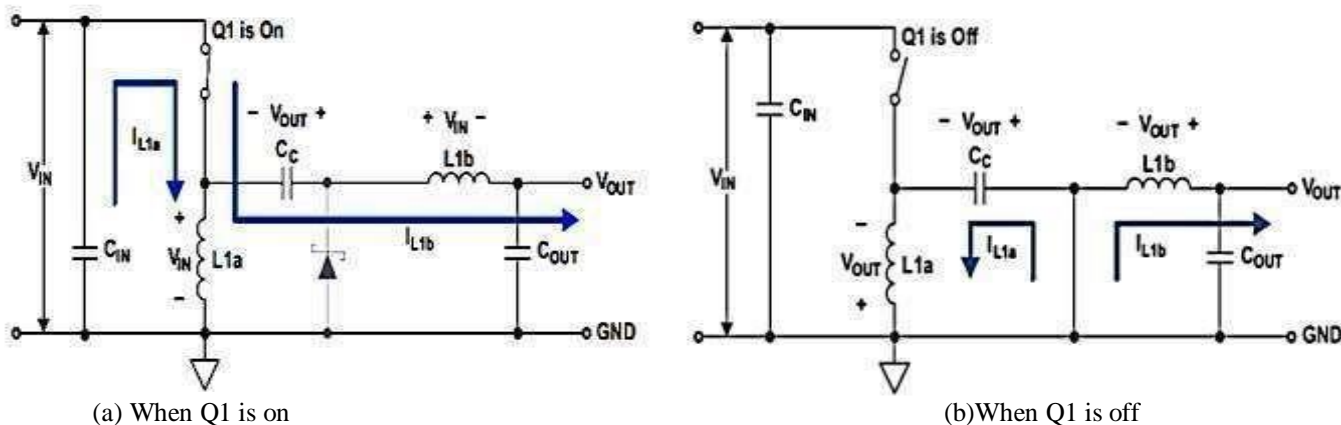 Q1 is On
− V_OUT +
+ V_IN −
I_L1a
C_C
L1b
V_IN
V_OUT
+
I_L1b
C_IN
V_IN
L1a
C_OUT
−
GND
(a) When Q1 is on
Q1 is Off
C_IN
− V_OUT +
− V_OUT +
C_C
L1b
V_IN
V_OUT
−
I_L1a
I_L1b
V_OUT
L1a
C_OUT
+
GND
(b)When Q1 is off